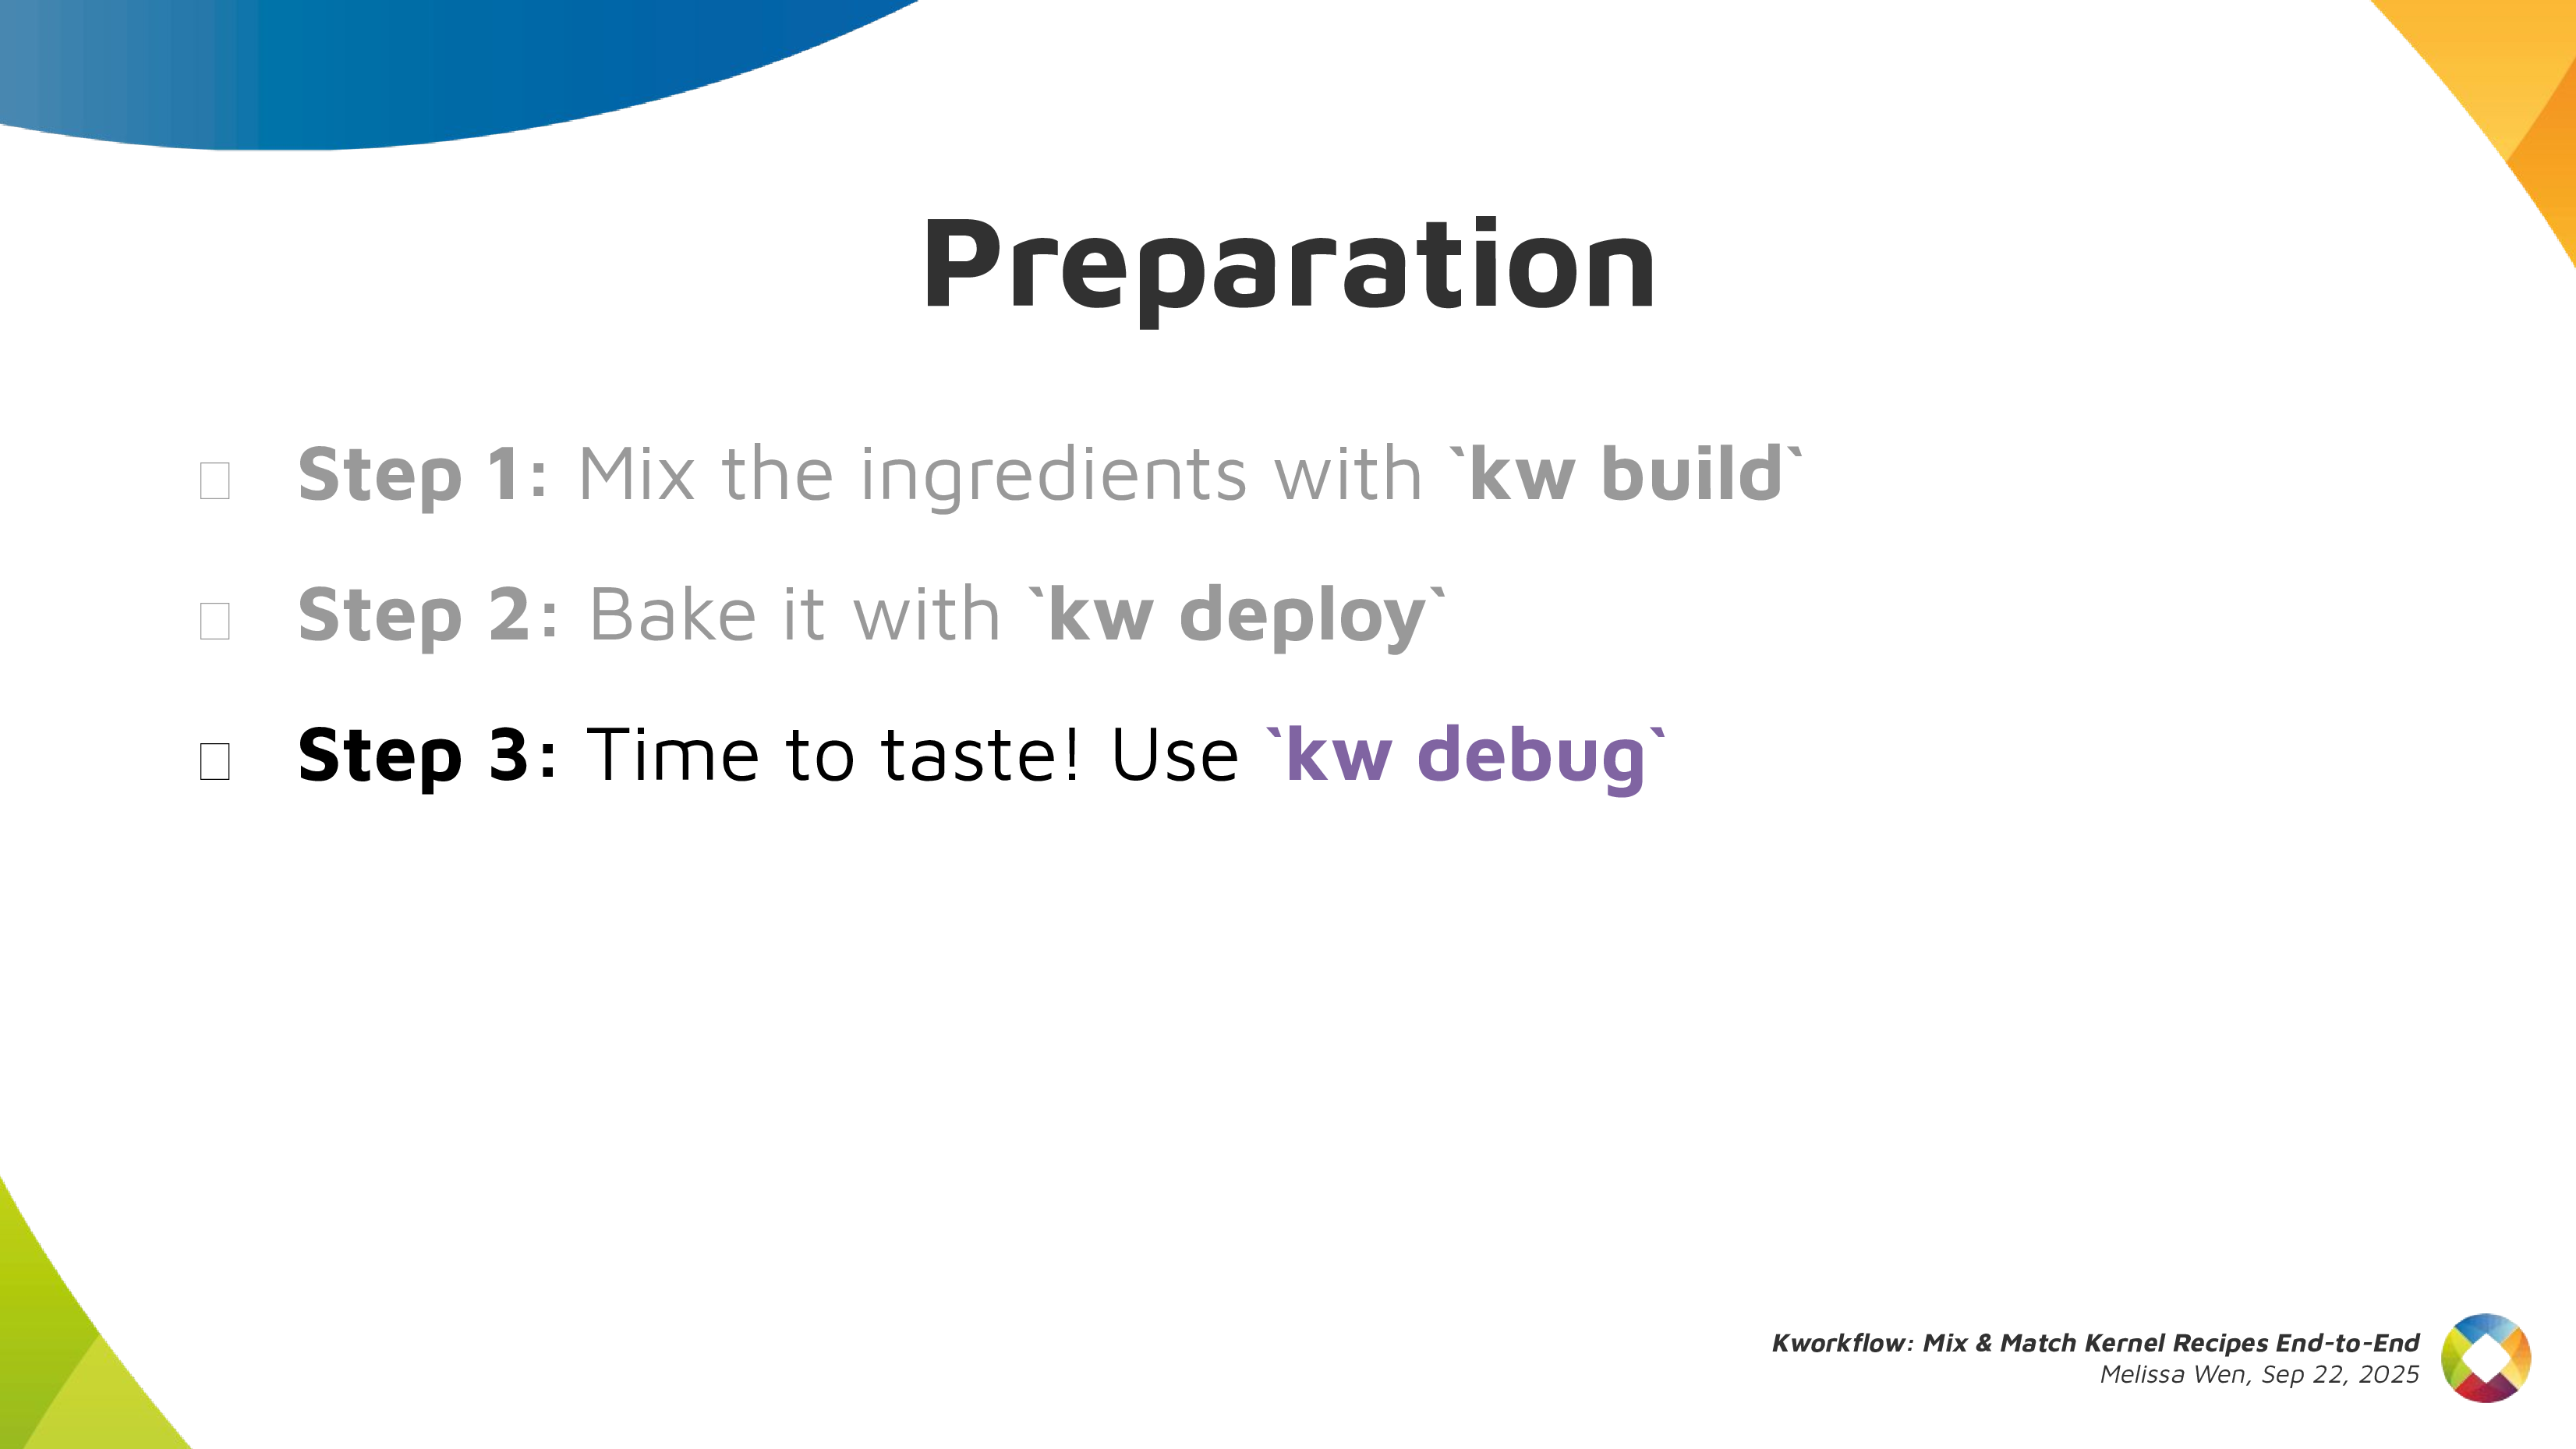 Preparation
Step 1: Mix the ingredients with `kw build`
Step 2: Bake it with `kw deploy`
Step 3: Time to taste! Use `kw debug`
Kworkflow: Mix & Match Kernel Recipes End-to-End
Melissa Wen, Sep 22, 2025